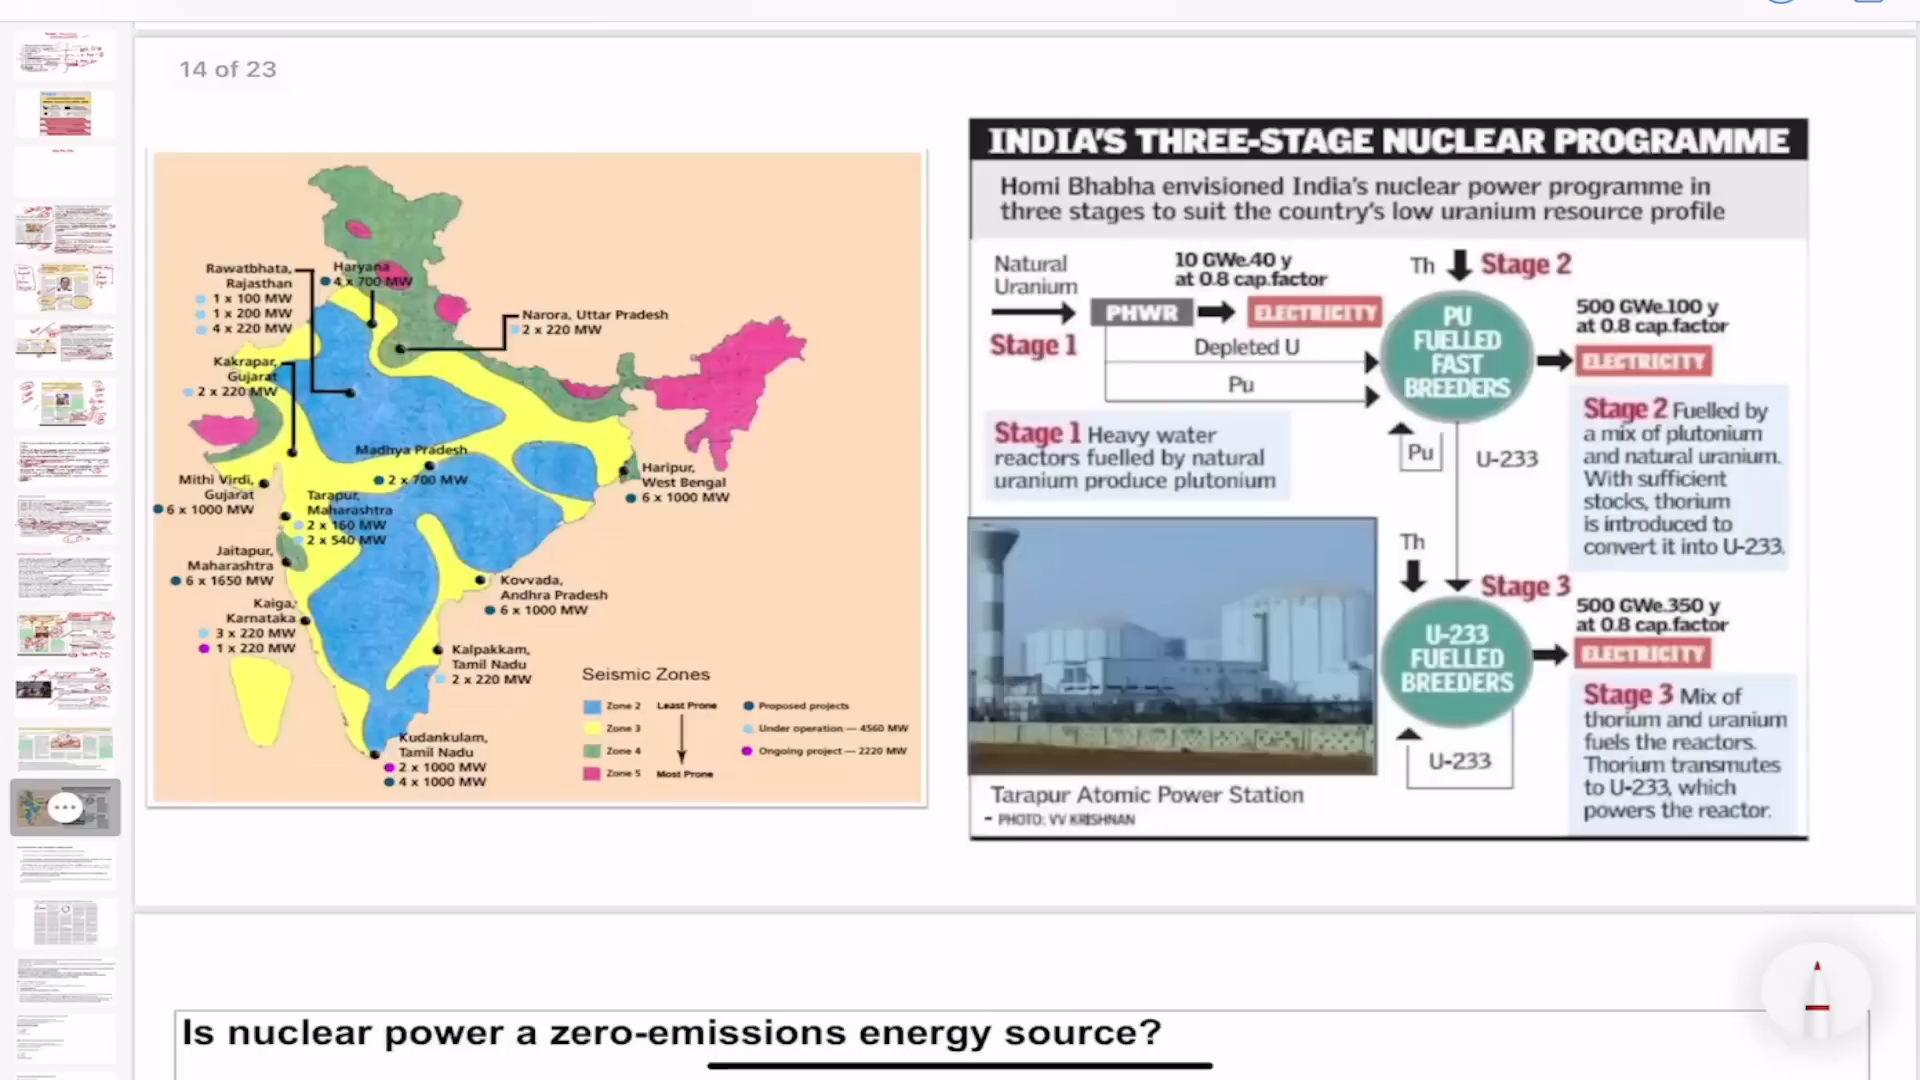 14 of 23
Rawatbhata,
Rajasthan
1 x 100 MW
1 x 200 MW
4 x 220 MW
Haryana
4 x 700 MW
Narora, Uttar Pradesh
2 x 220 MW
Kakrapar,
Gujarat
2 x 220 MW
Madhya Pradesh
2 x 700 MW
Haripur,
West Bengal
6 x 1000 MW
Mithi Virdi,
Gujarat
6 x 1000 MW
Tarapur,
Maharashtra
2 x 160 MW
2 x 540 MW
Jaitapur,
Maharashtra
6 x 1650 MW
Kovvada,
Andhra Pradesh
6 x 1000 MW
Kaiga,
Karnataka
3 x 220 MW
1 x 220 MW
Kalpakkam,
Tamil Nadu
2 x 220 MW
Kudankulam,
Tamil Nadu
2 x 1000 MW
4 x 1000 MW
Seismic Zones
Zone 2 Least Prone
Zone 3
Zone 4
Zone 5 Most Prone
Proposed projects
Under operation — 4560 MW
Ongoing project — 2220 MW
INDIA'S THREE-STAGE NUCLEAR PROGRAMME
Homi Bhabha envisioned India's nuclear power programme in
three stages to suit the country's low uranium resource profile
Natural
Uranium
Stage 1
PHWR
10 GWe.40 y
at 0.8 cap.factor
ELECTRICITY
Depleted U
Pu
Th
Stage 2
PU
FUELLED
FAST
BREEDERS
500 GWe.100 y
at 0.8 cap.factor
ELECTRICITY
Stage 1 Heavy water
reactors fuelled by natural
uranium produce plutonium
Pu
U-233
Stage 2 Fuelled by
a mix of plutonium
and natural uranium.
With sufficient
stocks, thorium
is introduced to
convert it into U-233.
Th
Stage 3
U-233
FUELLED
BREEDERS
500 GWe.350 y
at 0.8 cap.factor
ELECTRICITY
U-233
Stage 3 Mix of
thorium and uranium
fuels the reactors.
Thorium transmutes
to U-233, which
powers the reactor.
Tarapur Atomic Power Station
- PHOTO: VV KRISHNAN
Is nuclear power a zero-emissions energy source?